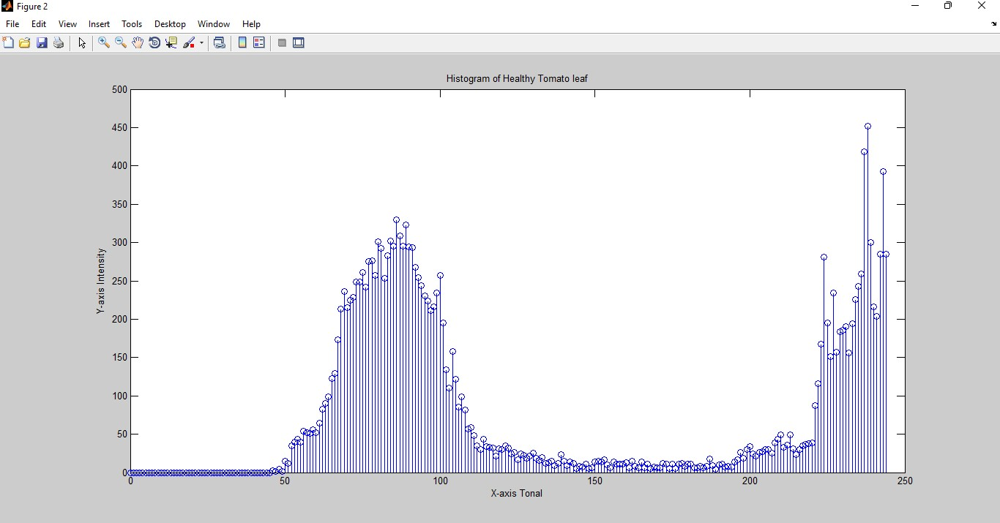 Figure 2
File Edit View Insert Tools Desktop Window Help
Histogram of Healthy Tomato leaf
500
450
400
350
300
250
200
150
100
50
0
Y-axis Intensity
0 50 100 150 200 250
X-axis Tonal